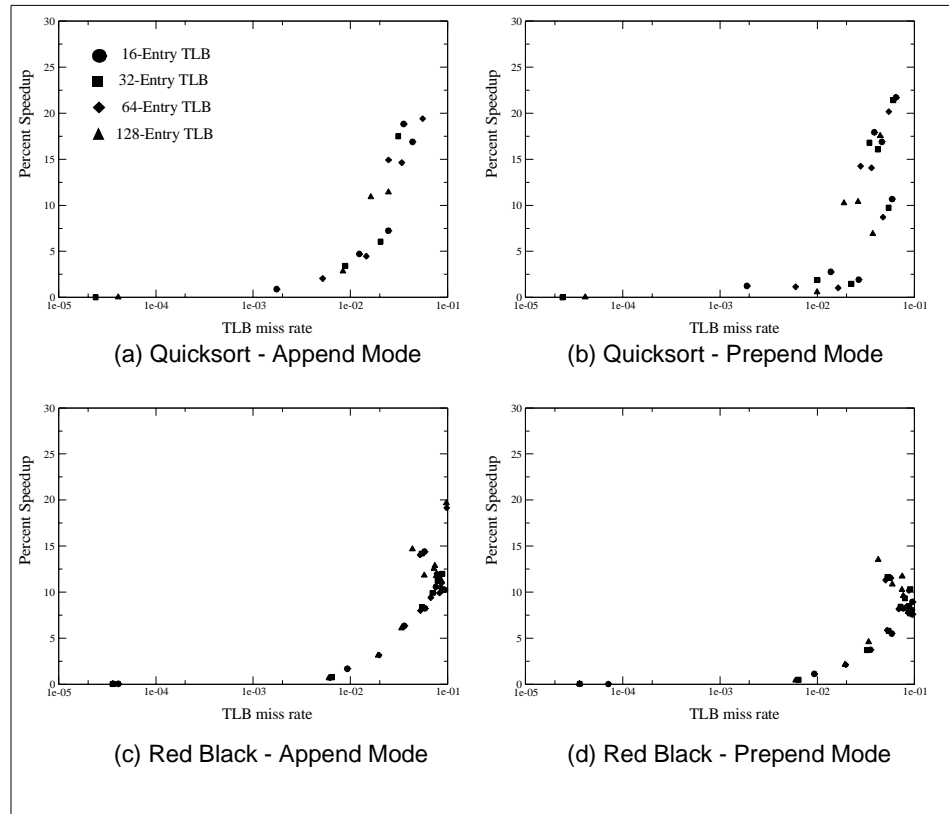 30
25
20
15
10
5
0
Percent Speedup
16-Entry TLB
32-Entry TLB
64-Entry TLB
128-Entry TLB
1e-05 1e-04 1e-03 1e-02 1e-01
TLB miss rate
(a) Quicksort - Append Mode
30
25
20
15
10
5
0
Percent Speedup
1e-05 1e-04 1e-03 1e-02 1e-01
TLB miss rate
(b) Quicksort - Prepend Mode
30
25
20
15
10
5
0
Percent Speedup
1e-05 1e-04 1e-03 1e-02 1e-01
TLB miss rate
(c) Red Black - Append Mode
30
25
20
15
10
5
0
Percent Speedup
1e-05 1e-04 1e-03 1e-02 1e-01
TLB miss rate
(d) Red Black - Prepend Mode